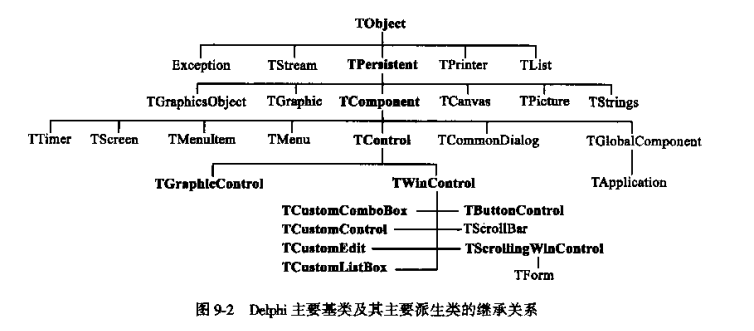 TObject
Exception TStream TPersistent TPrinter TList
TGraphicsObject TGraphic TComponent TCanvas TPicture TStrings
TTimer TScreen TMenuItem TMenu TControl TCommonDialog TGlobalComponent
TGraphicControl TWinControl TApplication
TCustomComboBox TButtonControl
TCustomControl TScrollBar
TCustomEdit TScrollingWinControl
TCustomListBox TForm
图 9-2 Delphi 主要基类及其主要派生类的继承关系